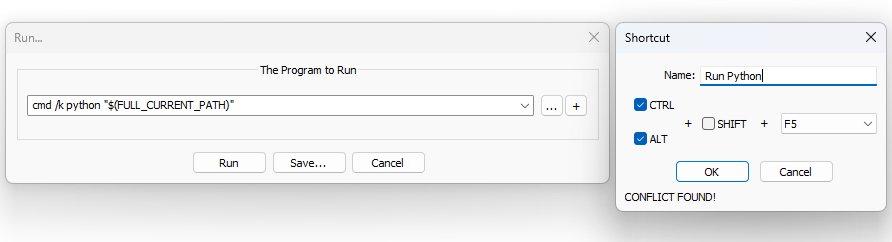 Run...
The Program to Run
cmd /k python "$(FULL_CURRENT_PATH)"
...
+
Run
Save...
Cancel
Shortcut
Name: Run Python
CTRL
+ SHIFT + F5
ALT
OK
Cancel
CONFLICT FOUND!